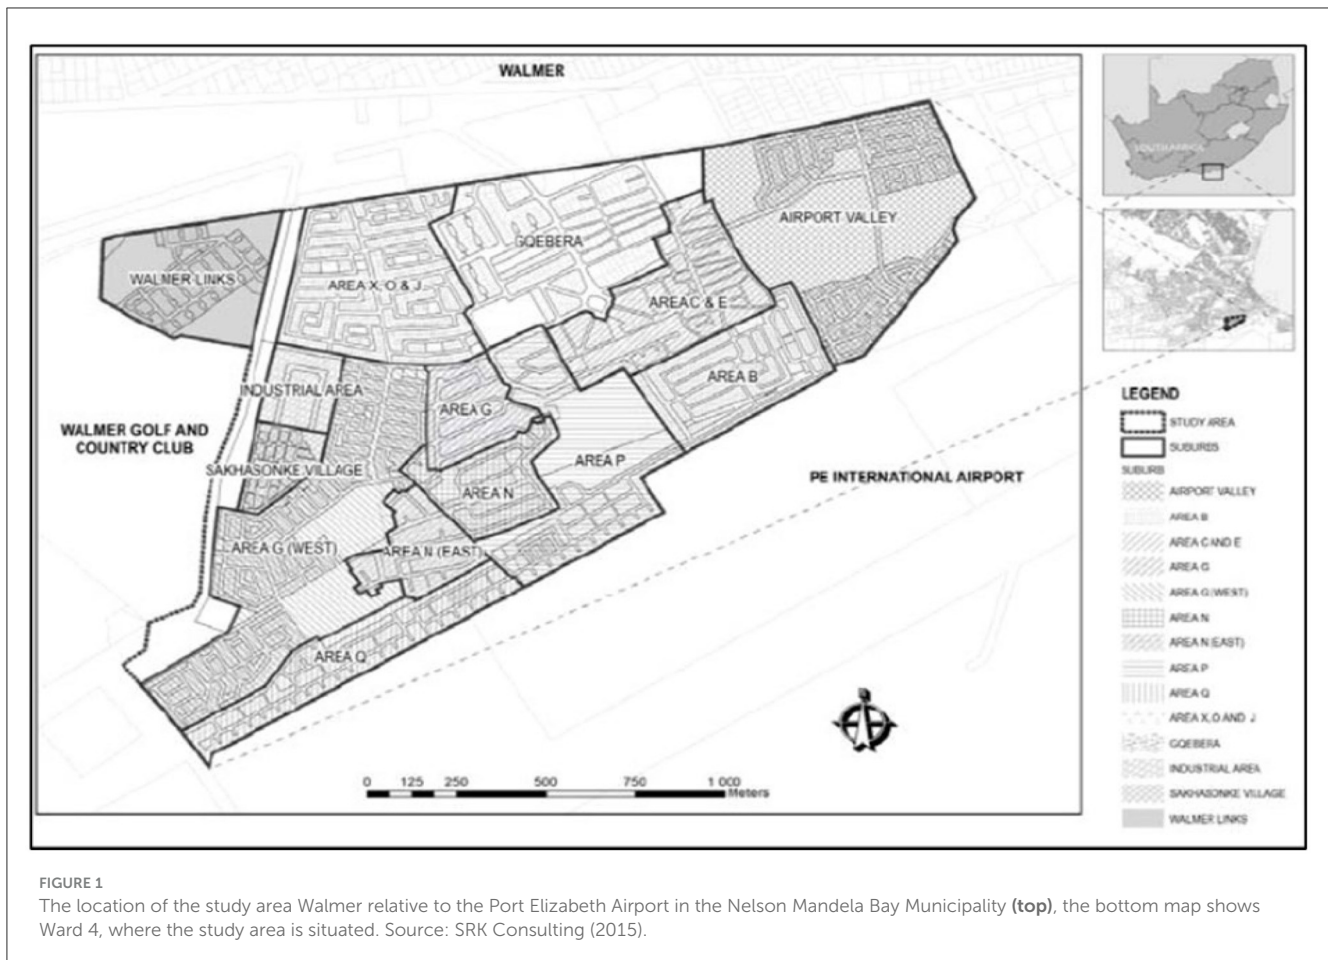 WALMER
SOUTH AFRICA
AIRPORT VALLEY
GQEBERA
WALMER LINKS
AREA X, O & J
AREA C & E
AREA B
INDUSTRIAL AREA
AREA G
WALMER GOLF AND
COUNTRY CLUB
SAKHASONKE VILLAGE
AREA P
PE INTERNATIONAL AIRPORT
AREA N
AREA G (WEST)
AREA N (EAST)
AREA Q
0 125 250 500 750 1 000
Meters
LEGEND
STUDY AREA
SUBURBS
SUBURB
AIRPORT VALLEY
AREA B
AREA C AND E
AREA G
AREA G (WEST)
AREA N
AREA N (EAST)
AREA P
AREA Q
AREA X, O AND J
GQEBERA
INDUSTRIAL AREA
SAKHASONKE VILLAGE
WALMER LINKS
FIGURE 1
The location of the study area Walmer relative to the Port Elizabeth Airport in the Nelson Mandela Bay Municipality (top), the bottom map shows
Ward 4, where the study area is situated. Source: SRK Consulting (2015).